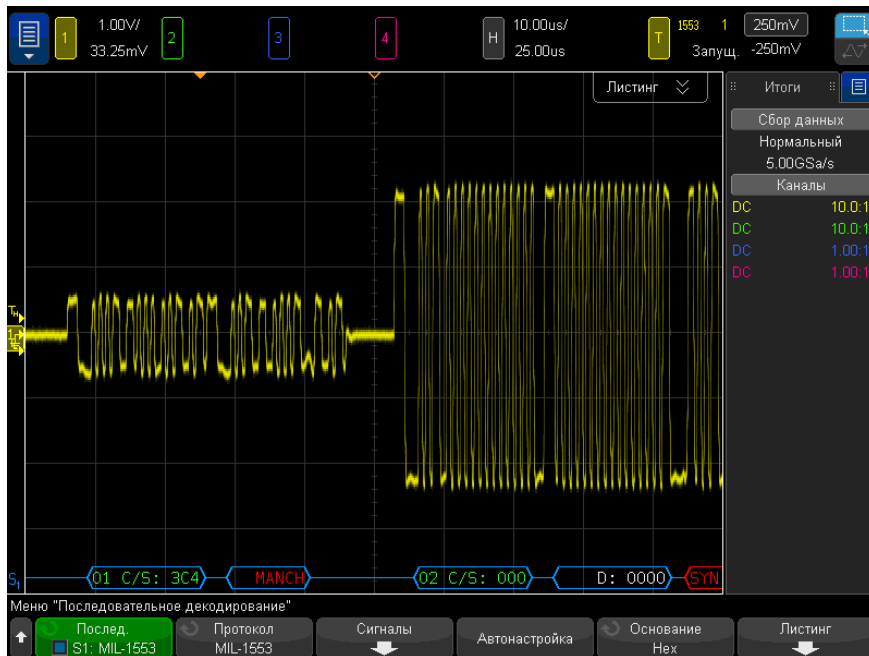 1
1.00V/
33.25mV
2
3
4
H
10.00us/
25.00us
T
1553 1
Запущ.
250mV
-250mV
Листинг
Итоги
Сбор данных
Нормальный
5.00GSa/s
Каналы
DC 10.0:1
DC 10.0:1
DC 1.00:1
DC 1.00:1
S1
01 C/S: 3C4
MANCH
02 C/S: 000
D: 0000
SYN
Меню "Последовательное декодирование"
Послед.
S1: MIL-1553
Протокол
MIL-1553
Сигналы
Автонастройка
Основание
Hex
Листинг